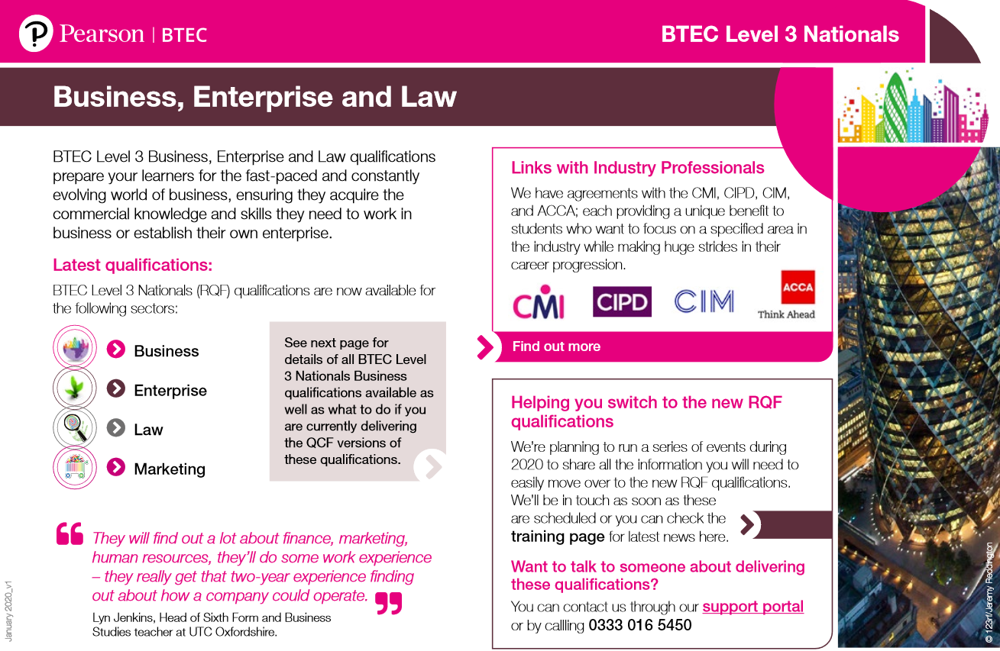 Pearson | BTEC
BTEC Level 3 Nationals
Business, Enterprise and Law
BTEC Level 3 Business, Enterprise and Law qualifications
prepare your learners for the fast-paced and constantly
evolving world of business, ensuring they acquire the
commercial knowledge and skills they need to work in
business or establish their own enterprise.
Latest qualifications:
BTEC Level 3 Nationals (RQF) qualifications are now available for
the following sectors:
Business
Enterprise
Law
Marketing
See next page for
details of all BTEC Level
3 Nationals Business
qualifications available as
well as what to do if you
are currently delivering
the QCF versions of
these qualifications.
“ They will find out a lot about finance, marketing,
human resources, they’ll do some work experience
– they really get that two-year experience finding
out about how a company could operate. ”
Lyn Jenkins, Head of Sixth Form and Business
Studies teacher at UTC Oxfordshire.
January 2020_v1
Links with Industry Professionals
We have agreements with the CMI, CIPD, CIM,
and ACCA; each providing a unique benefit to
students who want to focus on a specified area in
the industry while making huge strides in their
career progression.
CMI
CIPD
CIM
ACCA
Think Ahead
Find out more
Helping you switch to the new RQF
qualifications
We’re planning to run a series of events during
2020 to share all the information you will need to
easily move over to the new RQF qualifications.
We’ll be in touch as soon as these
are scheduled or you can check the
training page for latest news here.
Want to talk to someone about delivering
these qualifications?
You can contact us through our support portal
or by callling 0333 016 5450
© 123rf/Jeremy Reddington